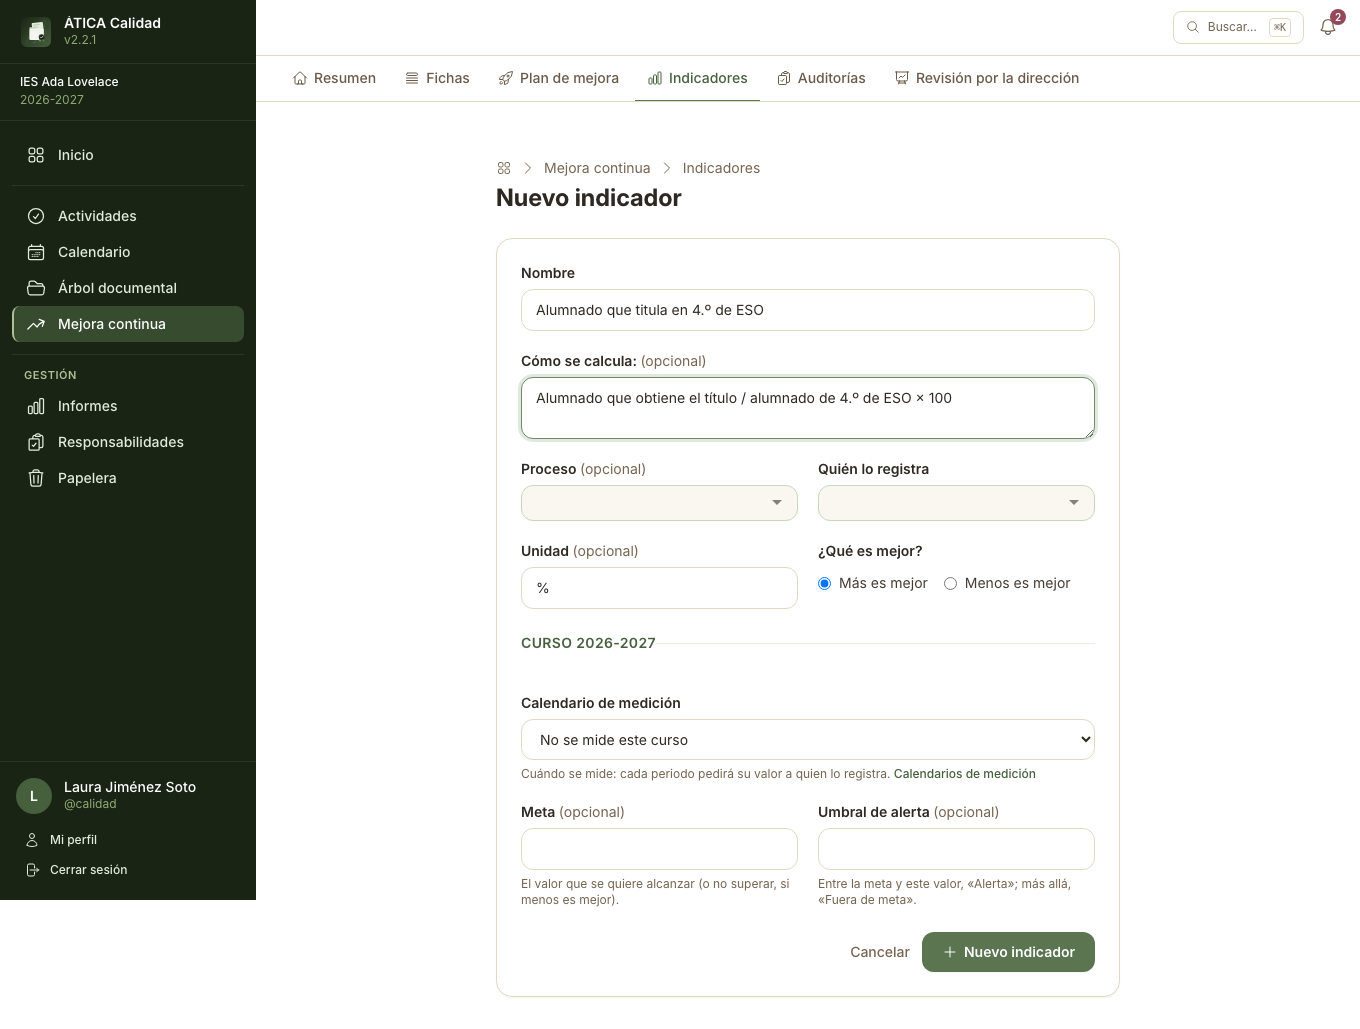 ÁTICA Calidad
v2.2.1
IES Ada Lovelace
2026-2027
Inicio
Actividades
Calendario
Árbol documental
Mejora continua
GESTIÓN
Informes
Responsabilidades
Papelera
L
Laura Jiménez Soto
@calidad
Mi perfil
Cerrar sesión
Buscar... ⌘K
2
Resumen Fichas Plan de mejora Indicadores Auditorías Revisión por la dirección
Mejora continua Indicadores
Nuevo indicador
Nombre
Alumnado que titula en 4.º de ESO
Cómo se calcula: (opcional)
Alumnado que obtiene el título / alumnado de 4.º de ESO × 100
Proceso (opcional)
Quién lo registra
Unidad (opcional)
%
¿Qué es mejor?
Más es mejor Menos es mejor
CURSO 2026-2027
Calendario de medición
No se mide este curso
Cuándo se mide: cada periodo pedirá su valor a quien lo registra. Calendarios de medición
Meta (opcional)
El valor que se quiere alcanzar (o no superar, si
menos es mejor).
Umbral de alerta (opcional)
Entre la meta y este valor, «Alerta»; más allá,
«Fuera de meta».
Cancelar
Nuevo indicador